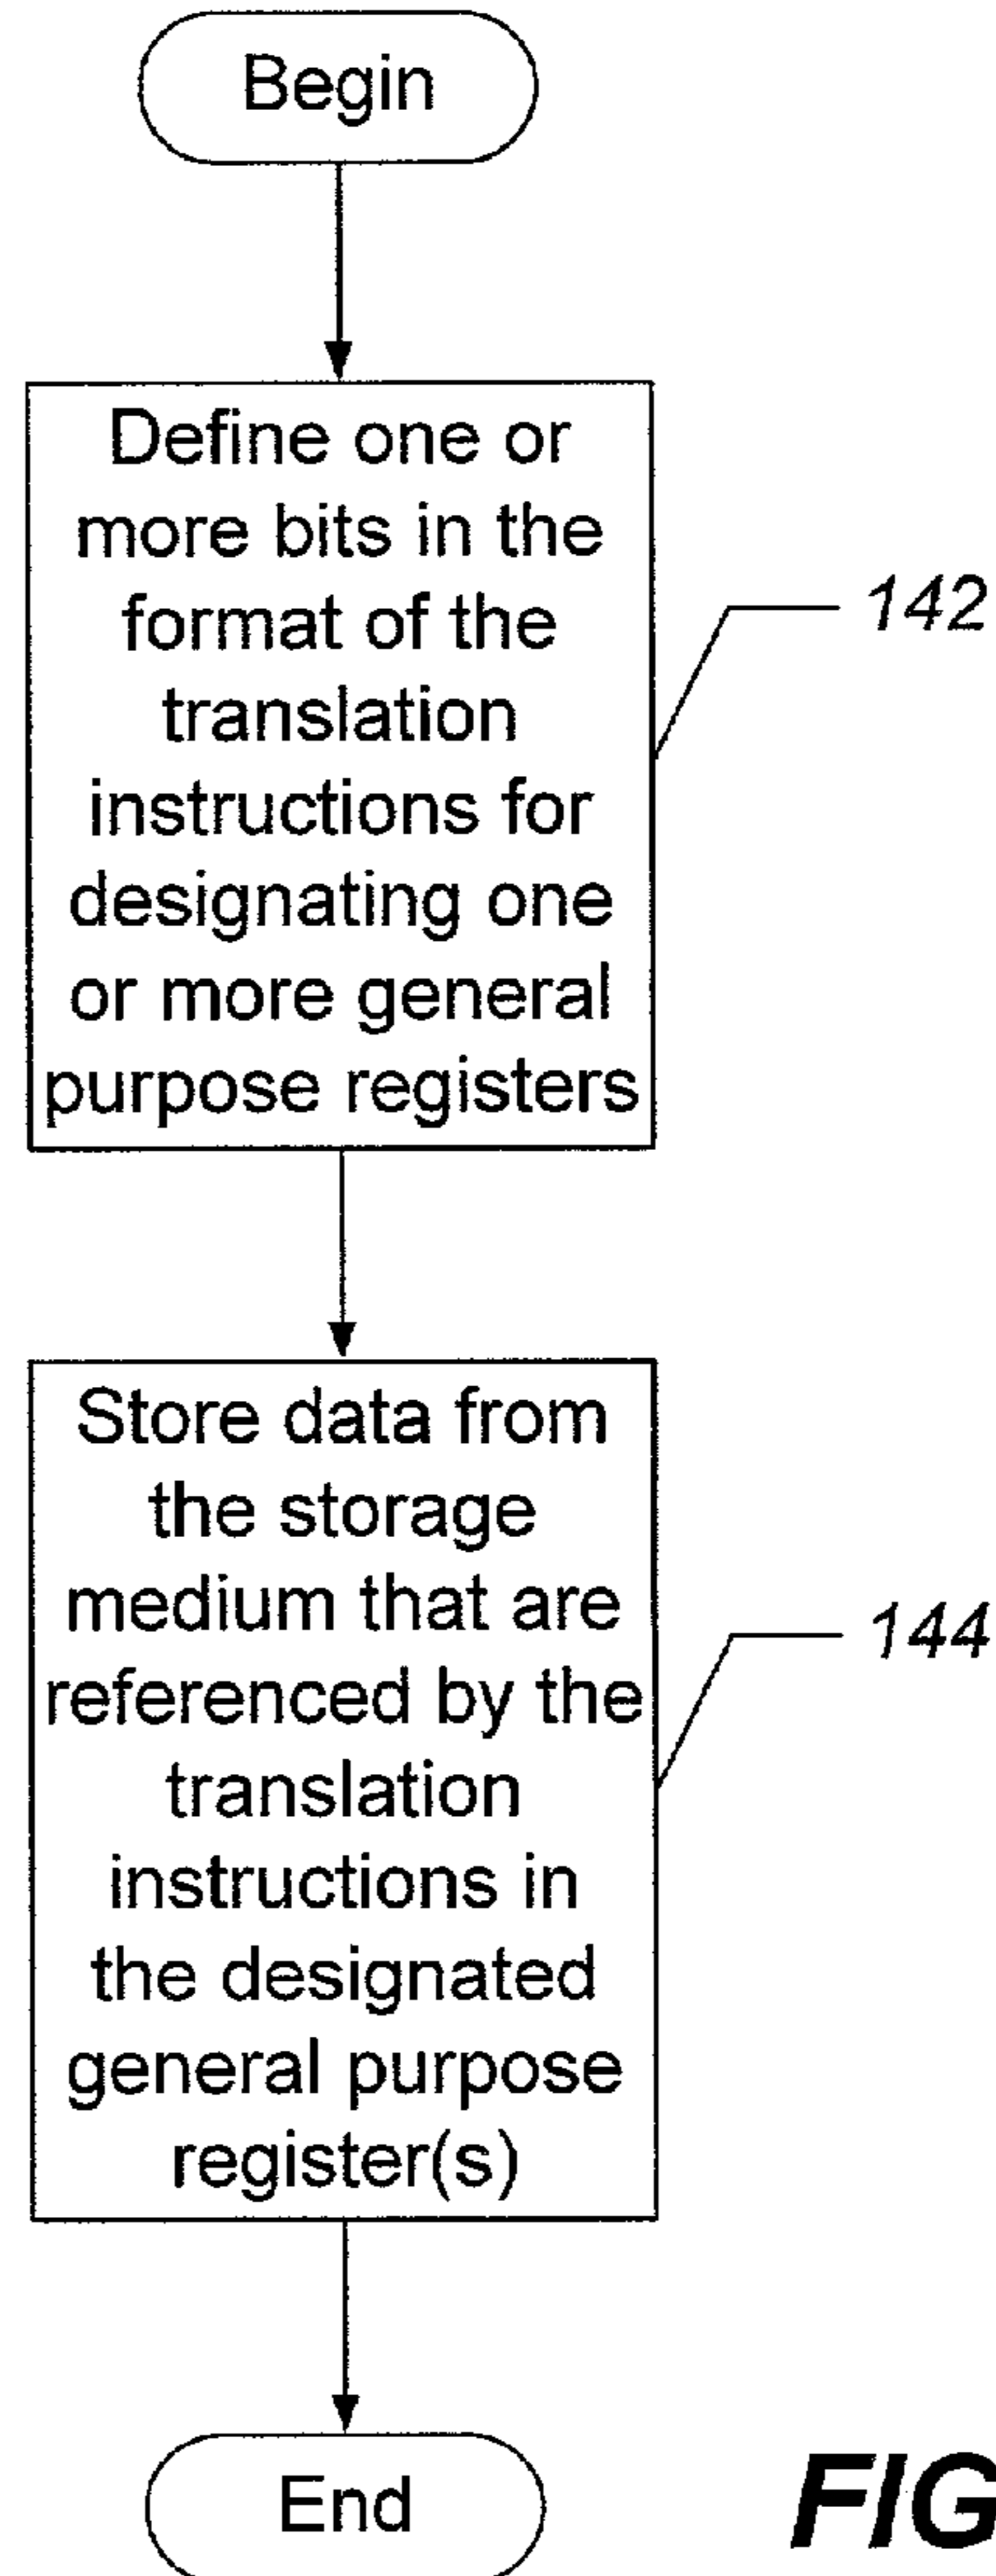 Begin
Define one or
more bits in the
format of the
translation
instructions for
designating one
or more general
purpose registers
142
Store data from
the storage
medium that are
referenced by the
translation
instructions in
the designated
general purpose
register(s)
144
End
FIG